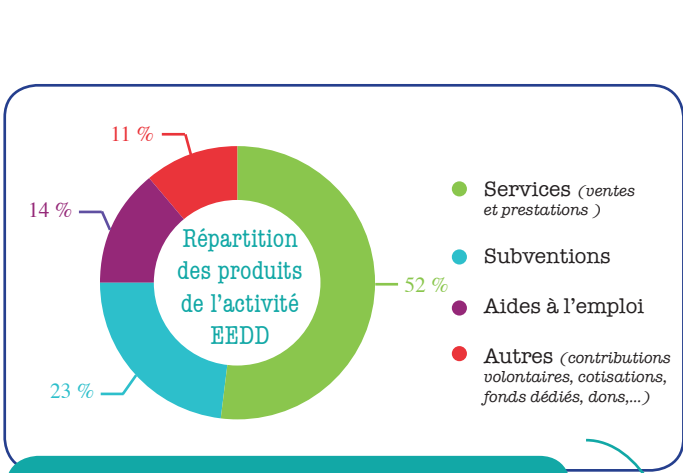 11 %
14 %
23 %
52 %
Répartition
des produits
de l'activité
EEDD
Services (ventes
et prestations )
Subventions
Aides à l'emploi
Autres (contributions
volontaires, cotisations,
fonds dédiés, dons,...)